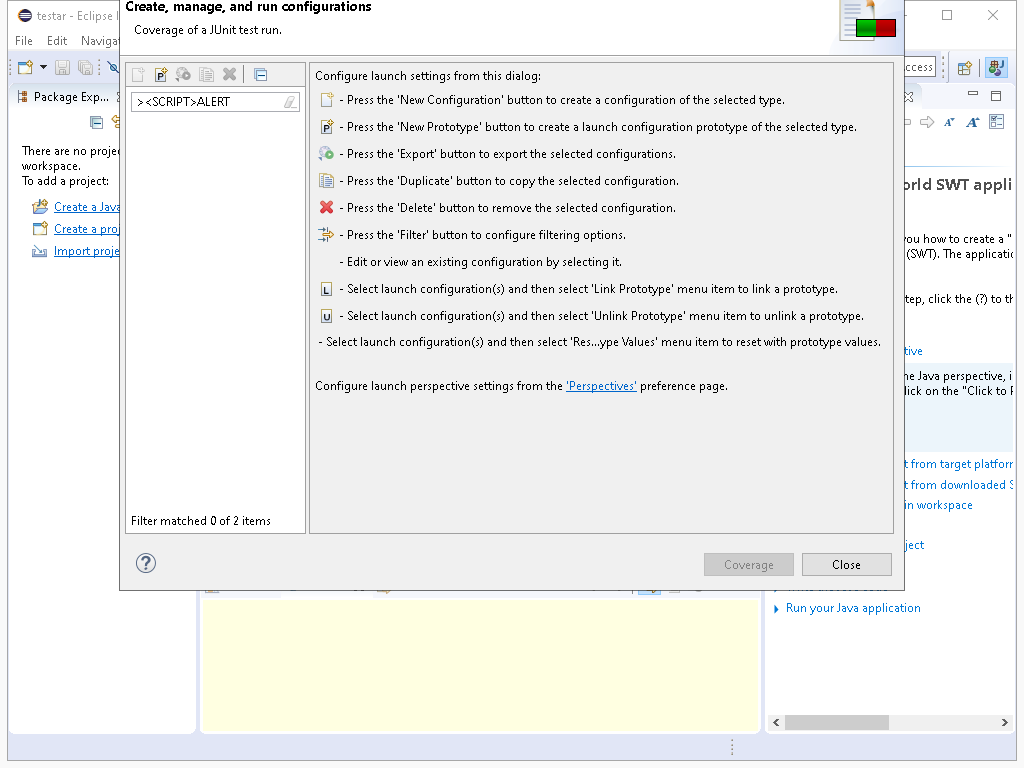 Create, manage, and run configurations
testar - Eclipse
Coverage of a JUnit test run.
File Edit Naviga
ccess
Package Exp...
Configure launch settings from this dialog:
><SCRIPT>ALERT
- Press the 'New Configuration' button to create a configuration of the selected type.
P - Press the 'New Prototype' button to create a launch configuration prototype of the selected type.
There are no proje
workspace.
To add a project:
- Press the 'Export' button to export the selected configurations.
- Press the 'Duplicate' button to copy the selected configuration.
orld SWT appli
Create a Java
- Press the 'Delete' button to remove the selected configuration.
Create a proj
- Press the 'Filter' button to configure filtering options.
you how to create a "
Import proje
(SWT). The applicatio
- Edit or view an existing configuration by selecting it.
L - Select launch configuration(s) and then select 'Link Prototype' menu item to link a prototype.
tep, click the (?) to th
U - Select launch configuration(s) and then select 'Unlink Prototype' menu item to unlink a prototype.
- Select launch configuration(s) and then select 'Res...ype Values' menu item to reset with prototype values.
tive
he Java perspective, i
Configure launch perspective settings from the 'Perspectives' preference page.
lick on the "Click to P
t from target platforr
t from downloaded S
in workspace
Filter matched 0 of 2 items
ject
? Coverage Close
Run your Java application